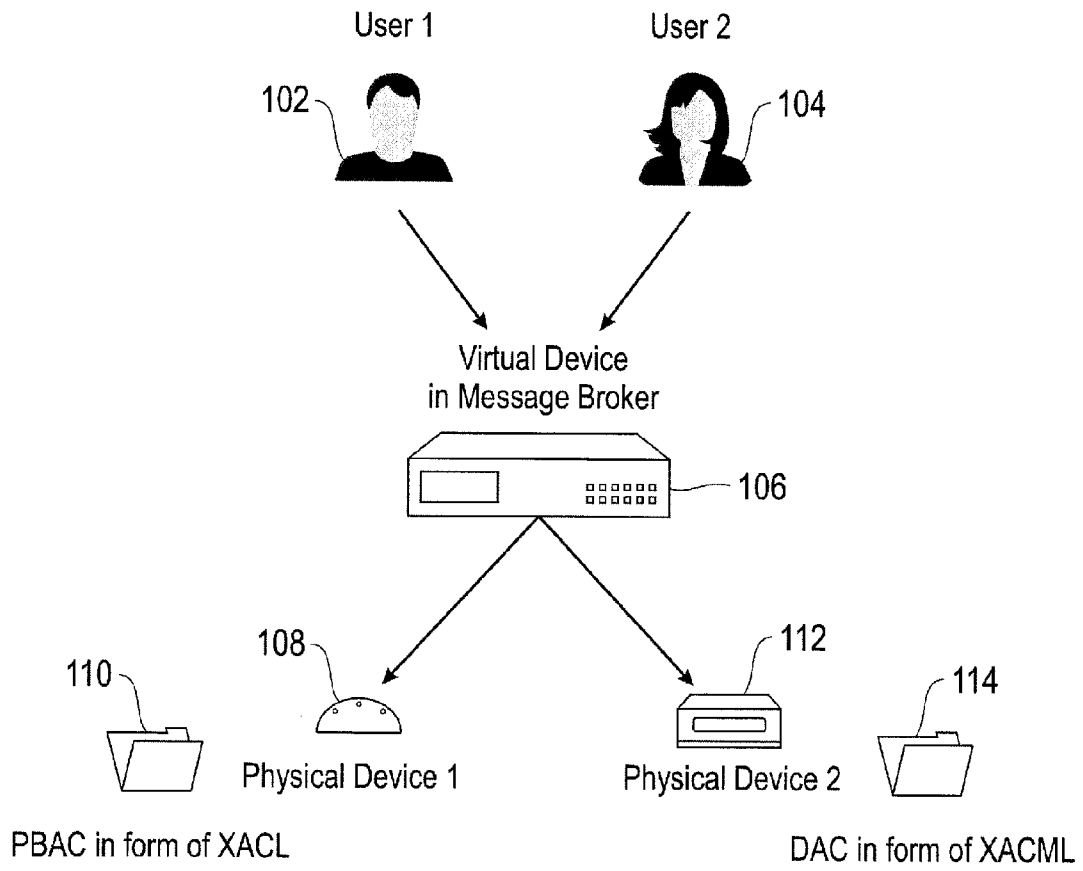 User 1
User 2
102
104
Virtual Device
in Message Broker
106
108
112
110
114
Physical Device 1
Physical Device 2
PBAC in form of XACL
DAC in form of XACML